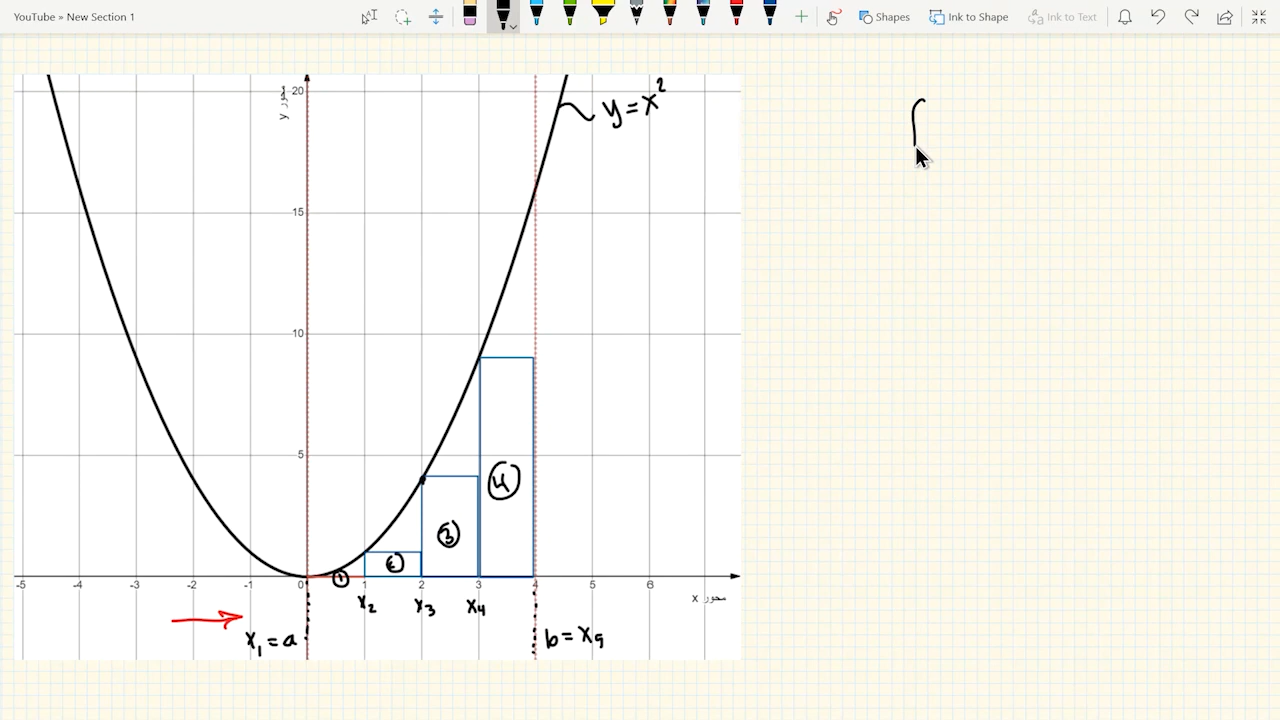 YouTube » New Section 1
Shapes
Ink to Shape
Ink to Text
20
محور y
y = x²
15
10
5
4
3
2
1
-5 -4 -3 -2 -1 0 1 2 3 4 5 6
محور x
x₂ x₃ x₄
x₁ = a
b = x₅